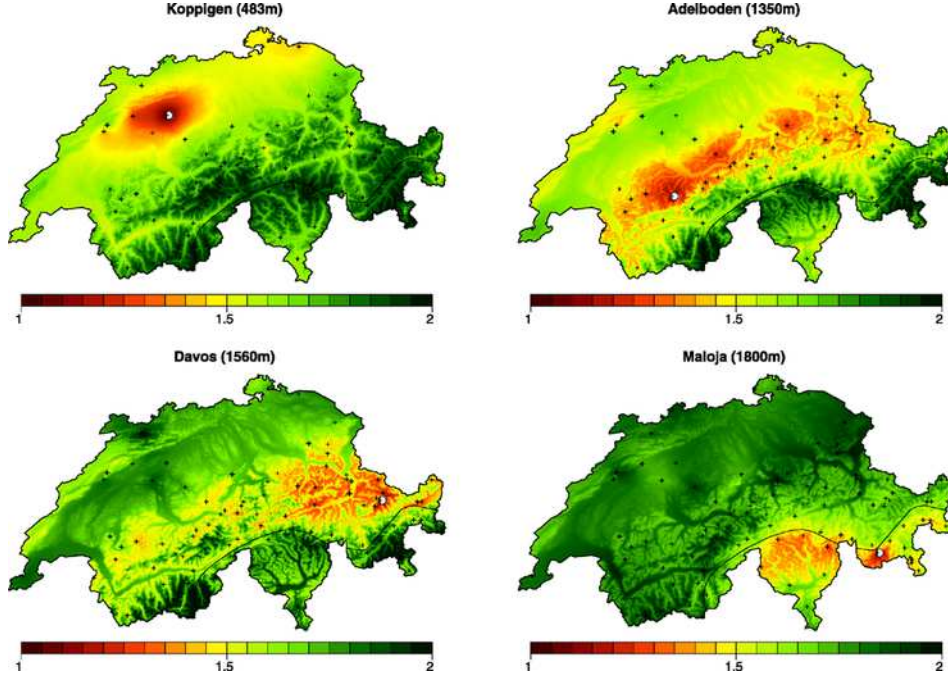 Koppigen (483m)
Adelboden (1350m)
1 1.5 2
1 1.5 2
Davos (1560m)
Maloja (1800m)
1 1.5 2
1 1.5 2